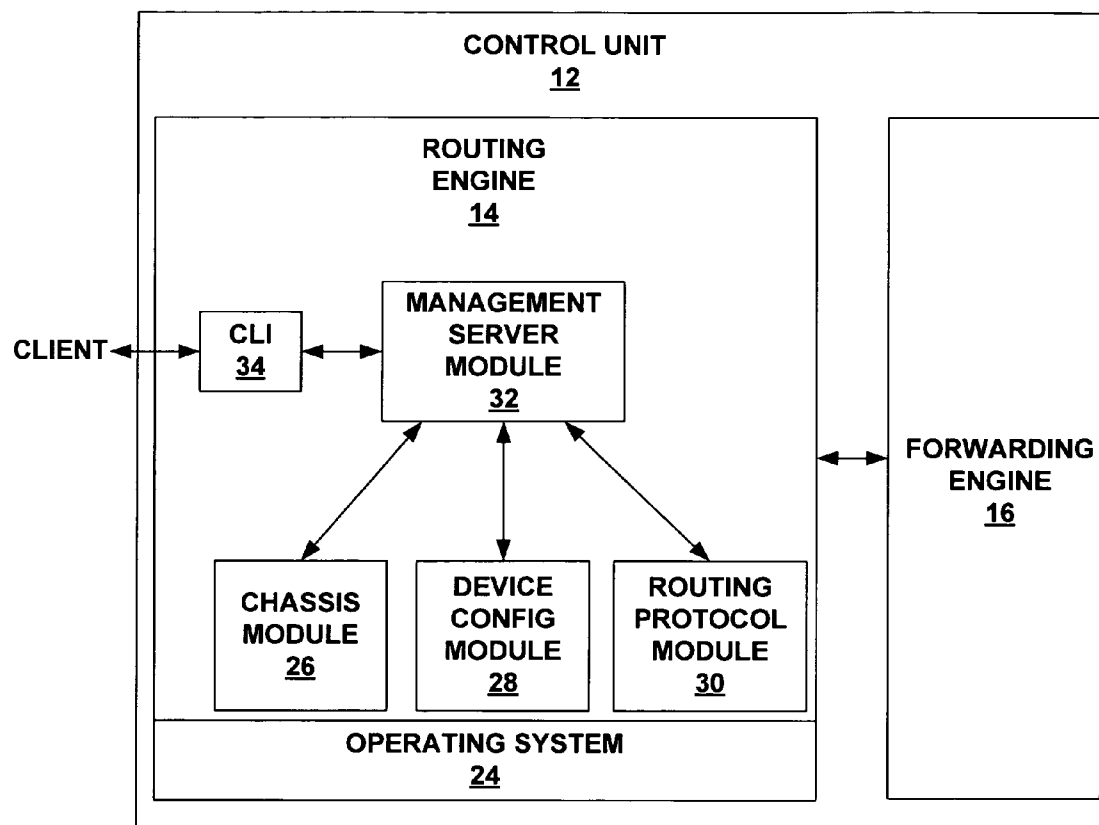 CONTROL UNIT
12
ROUTING
ENGINE
14
MANAGEMENT
SERVER
MODULE
32
CLIENT
CLI
34
FORWARDING
ENGINE
16
CHASSIS
MODULE
26
DEVICE
CONFIG
MODULE
28
ROUTING
PROTOCOL
MODULE
30
OPERATING SYSTEM
24